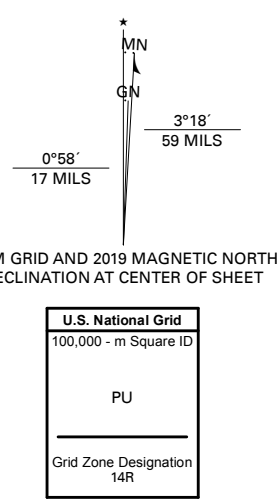 ★
MN
GN
3°18´
59 MILS
0°58´
17 MILS
M GRID AND 2019 MAGNETIC NORTH
ECLINATION AT CENTER OF SHEET
U.S. National Grid
100,000 - m Square ID
PU
Grid Zone Designation
14R